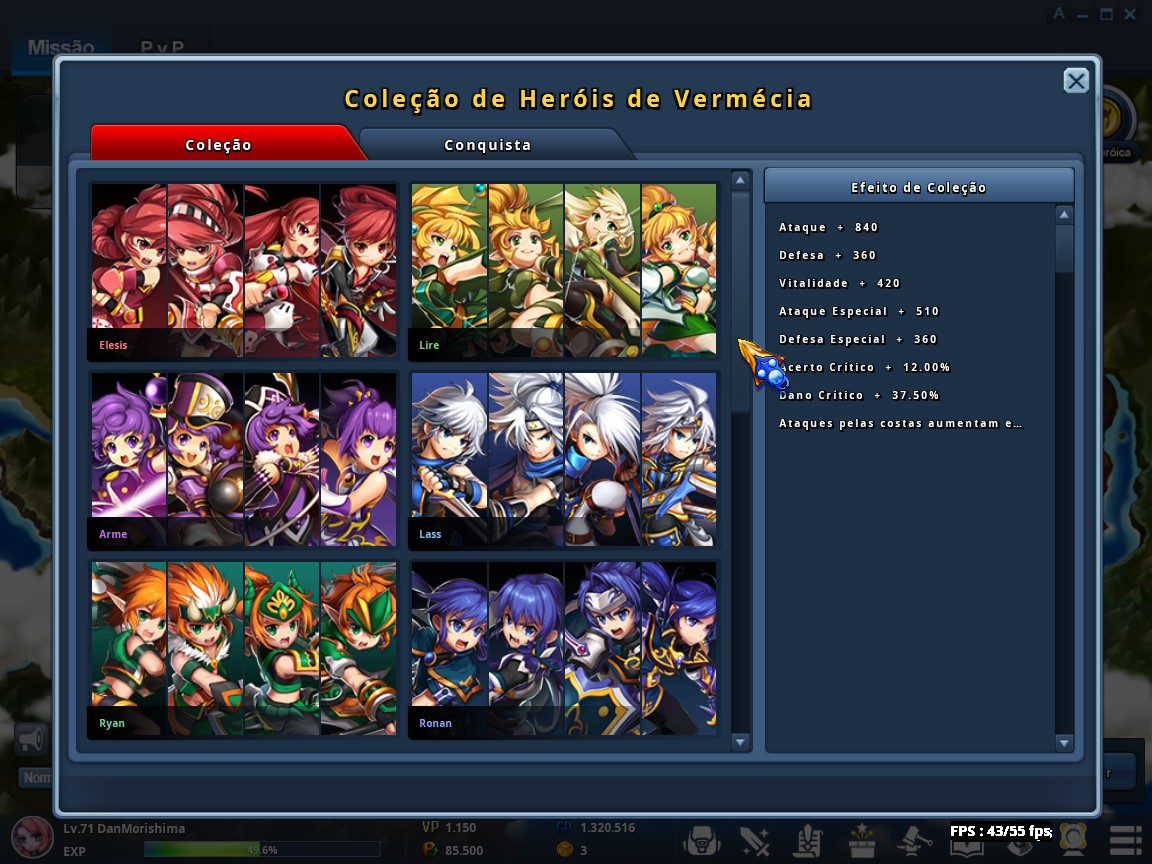 A
Missão PvP
Coleção de Heróis de Vermécia
Coleção
Conquista
Efeito de Coleção
Elesis
Lire
Arme
Lass
Ryan
Ronan
Ataque + 840
Defesa + 360
Vitalidade + 420
Ataque Especial + 510
Defesa Especial + 360
Acerto Crítico + 12.00%
Dano Crítico + 37.50%
Ataques pelas costas aumentam e...
Lv.71 DanMorishima
EXP
49.6%
VP 1.150
85.500
GP 1.320.516
3
FPS : 43/55 fps;